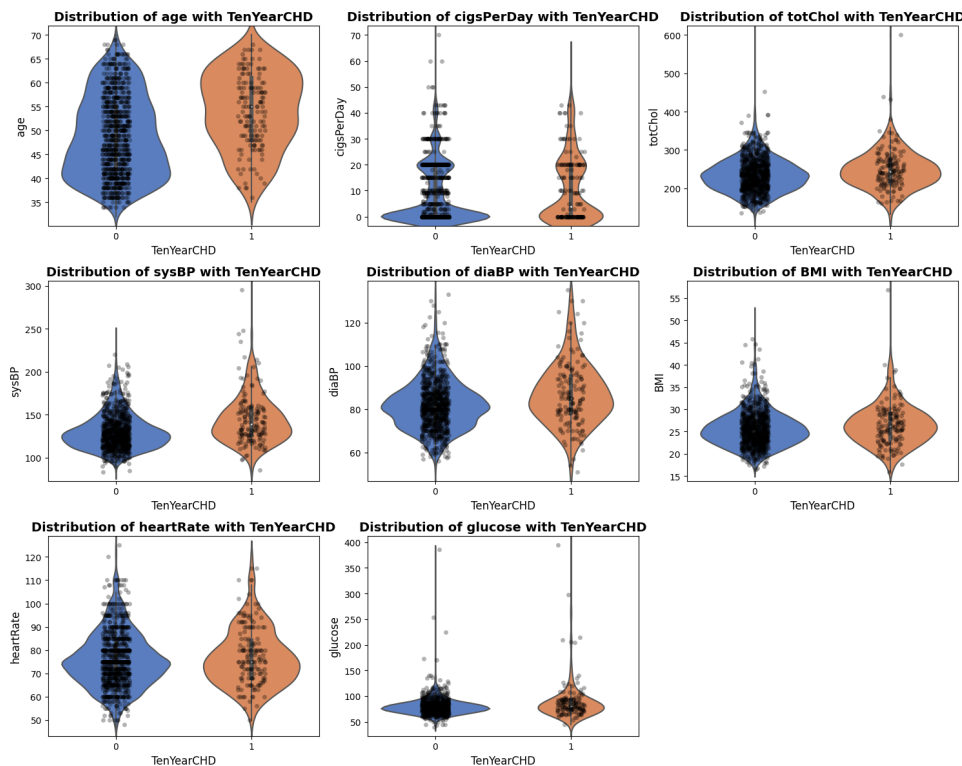 Distribution of age with TenYearCHD
70
65
60
55
50
45
40
35
age
0
1
TenYearCHD
Distribution of cigsPerDay with TenYearCHD
70
60
50
40
30
20
10
0
cigsPerDay
0
1
TenYearCHD
Distribution of totChol with TenYearCHD
600
500
400
300
200
totChol
0
1
TenYearCHD
Distribution of sysBP with TenYearCHD
300
250
200
150
100
sysBP
0
1
TenYearCHD
Distribution of diaBP with TenYearCHD
120
100
80
60
diaBP
0
1
TenYearCHD
Distribution of BMI with TenYearCHD
55
50
45
40
35
30
25
20
15
BMI
0
1
TenYearCHD
Distribution of heartRate with TenYearCHD
120
110
100
90
80
70
60
50
heartRate
0
1
TenYearCHD
Distribution of glucose with TenYearCHD
400
350
300
250
200
150
100
50
glucose
0
1
TenYearCHD